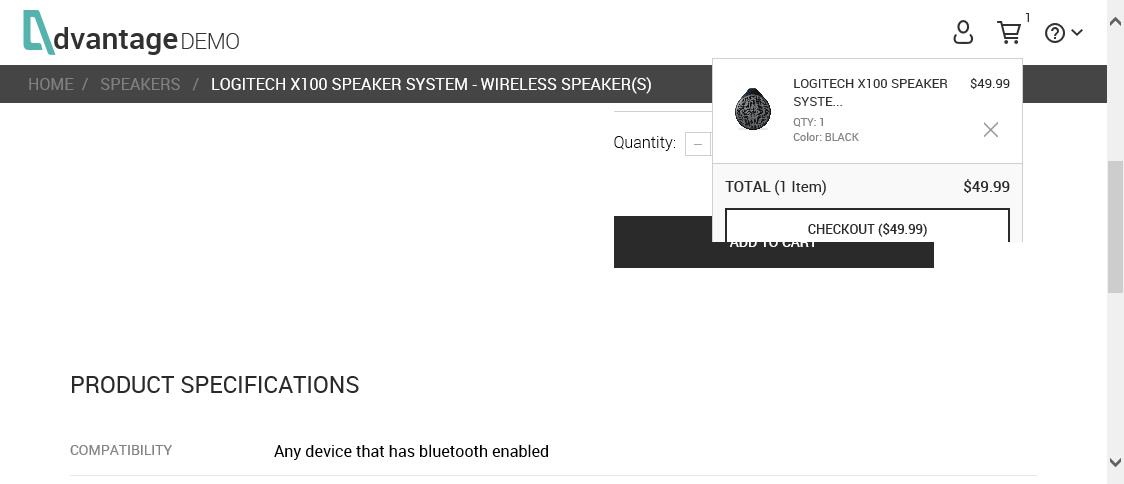 dvantage DEMO
1
HOME / SPEAKERS / LOGITECH X100 SPEAKER SYSTEM - WIRELESS SPEAKER(S)
LOGITECH X100 SPEAKER $49.99
SYSTE...
QTY: 1
Color: BLACK
Quantity: −
TOTAL (1 Item) $49.99
CHECKOUT ($49.99)
ADD TO CART
PRODUCT SPECIFICATIONS
COMPATIBILITY Any device that has bluetooth enabled